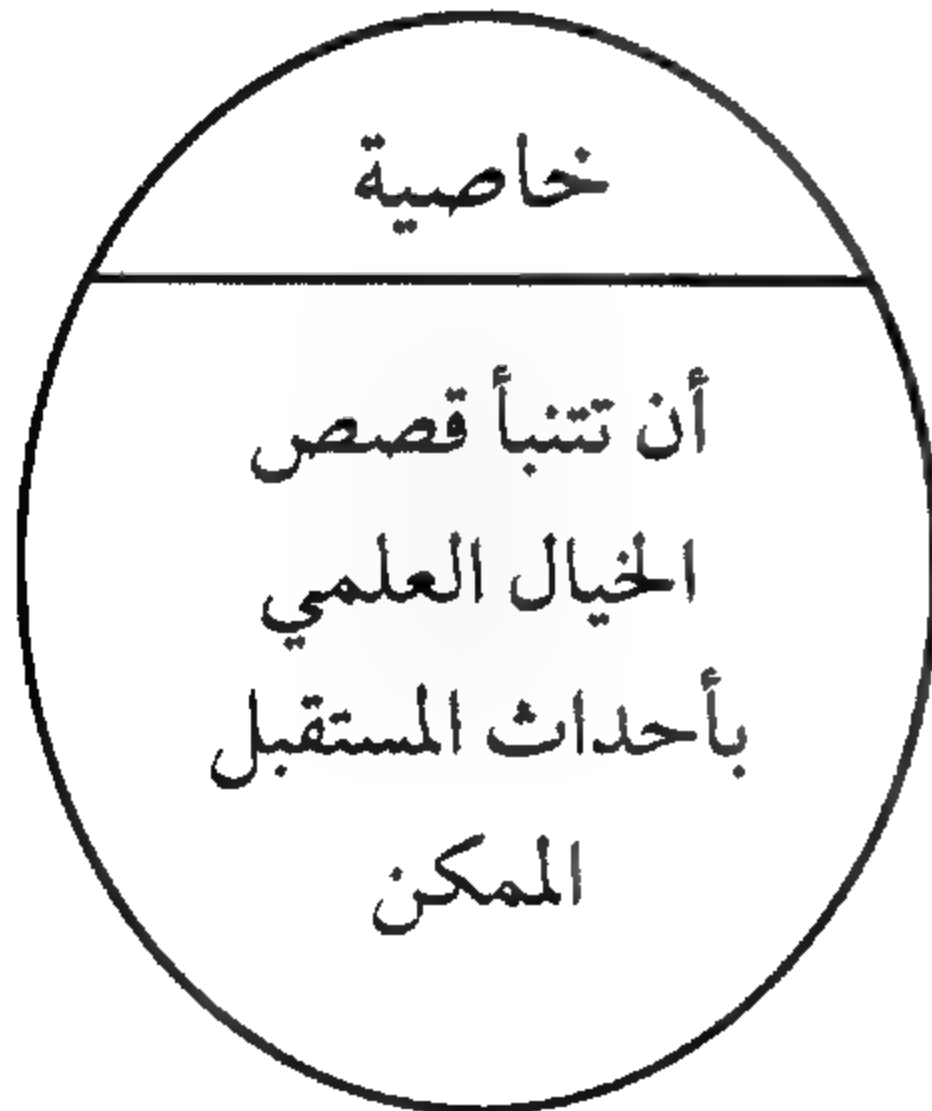 خاصية
أن تتنبأ قصص
الخيال العلمي
بأحداث المستقبل
الممكن